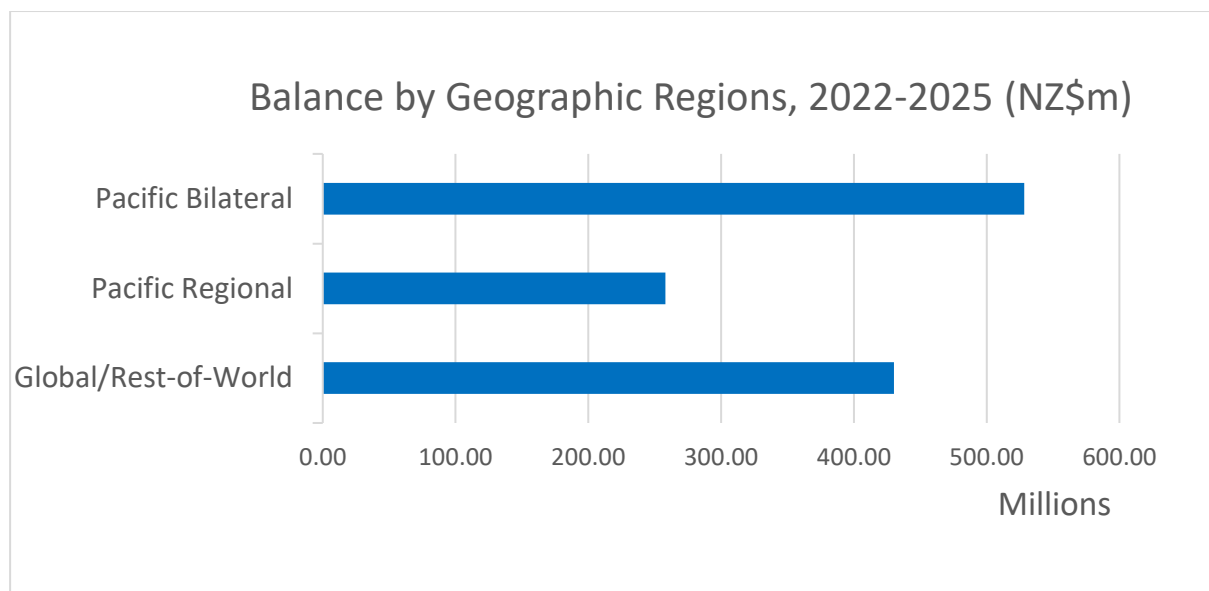 Balance by Geographic Regions, 2022-2025 (NZ$m)
Pacific Bilateral
Pacific Regional
Global/Rest-of-World
0.00 100.00 200.00 300.00 400.00 500.00 600.00
Millions